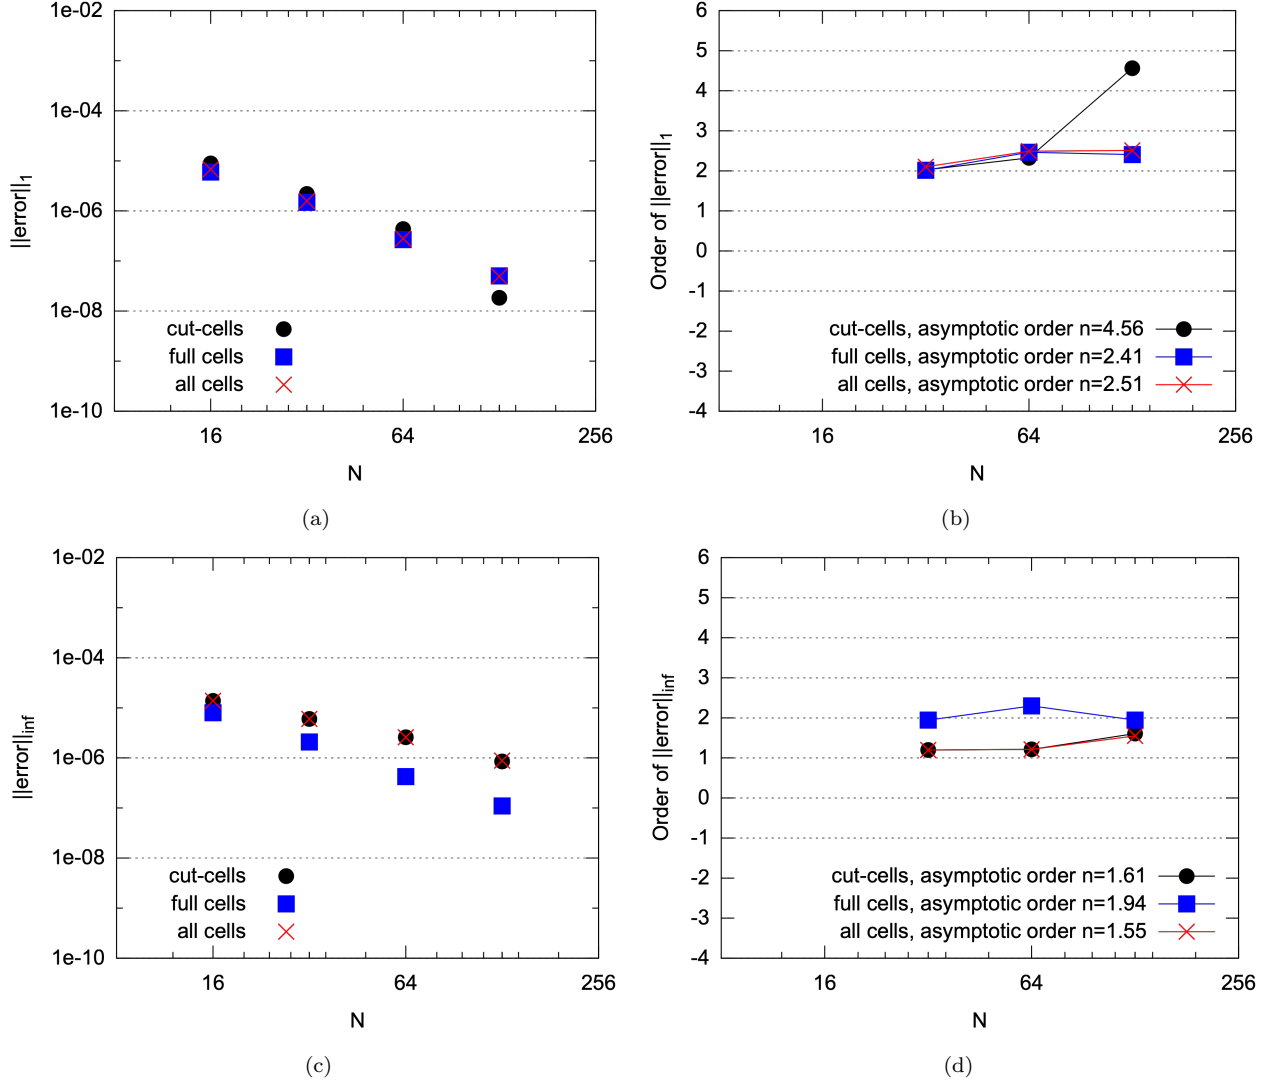 1e-02
1e-04
1e-06
1e-08
1e-10
||error||1
cut-cells
full cells
all cells
16 64 256
N
(a)
6
5
4
3
2
1
0
-1
-2
-3
-4
Order of ||error||1
cut-cells, asymptotic order n=4.56
full cells, asymptotic order n=2.41
all cells, asymptotic order n=2.51
16 64 256
N
(b)
1e-02
1e-04
1e-06
1e-08
1e-10
||error||inf
cut-cells
full cells
all cells
16 64 256
N
(c)
6
5
4
3
2
1
0
-1
-2
-3
-4
Order of ||error||inf
cut-cells, asymptotic order n=1.61
full cells, asymptotic order n=1.94
all cells, asymptotic order n=1.55
16 64 256
N
(d)